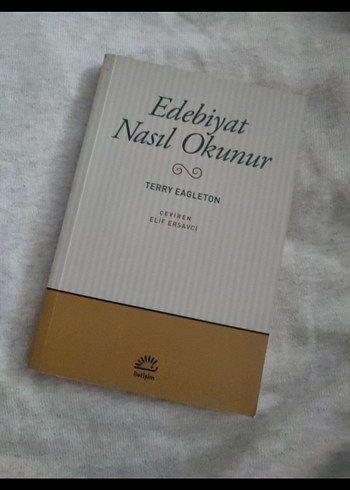 Edebiyat
Nasıl Okunur
TERRY EAGLETON
ÇEVİREN
ELİF ERSAVCI
iletişim